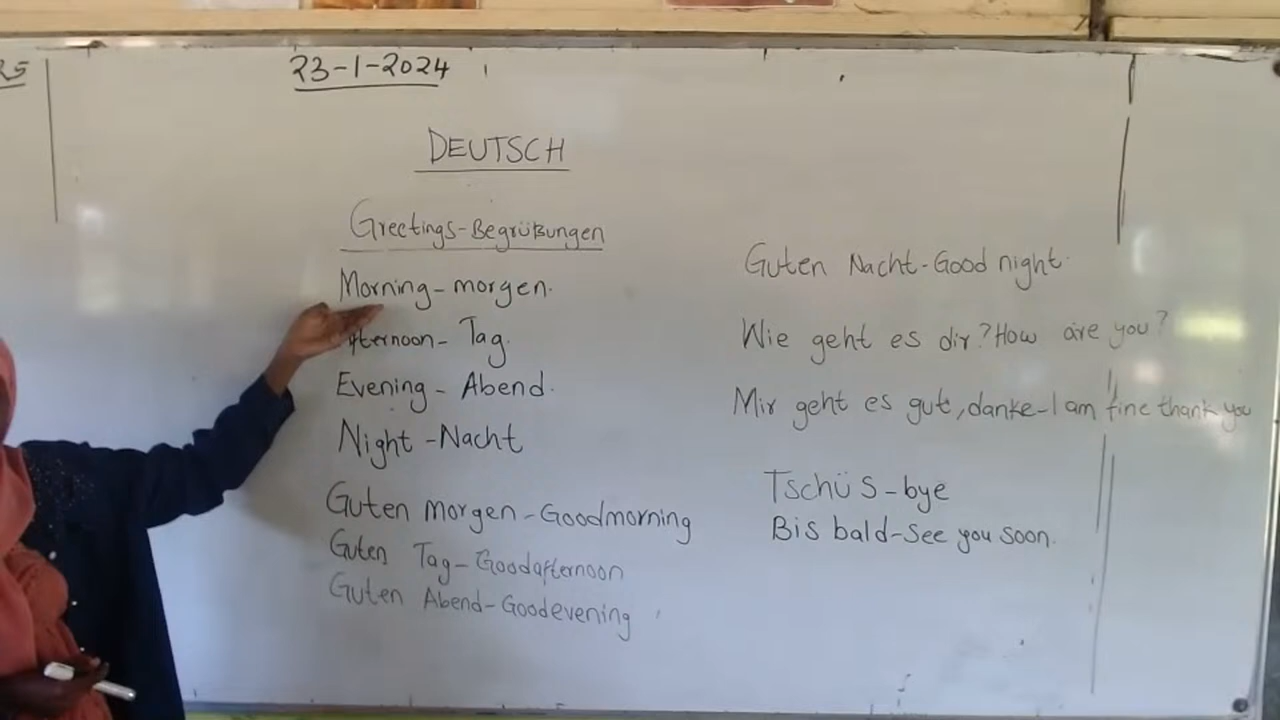 25
23-1-2024
DEUTSCH
Greetings-Begrüßungen
Morning-morgen.
fternoon-Tag.
Evening-Abend.
Night-Nacht
Guten morgen-Goodmorning
Guten Tag-Goodafternoon
Guten Abend-Goodevening
Guten Nacht-Good night.
Wie geht es dir? How are you?
Mir geht es gut, danke-I am fine thank you
Tschüs-bye
Bis bald-See you soon.